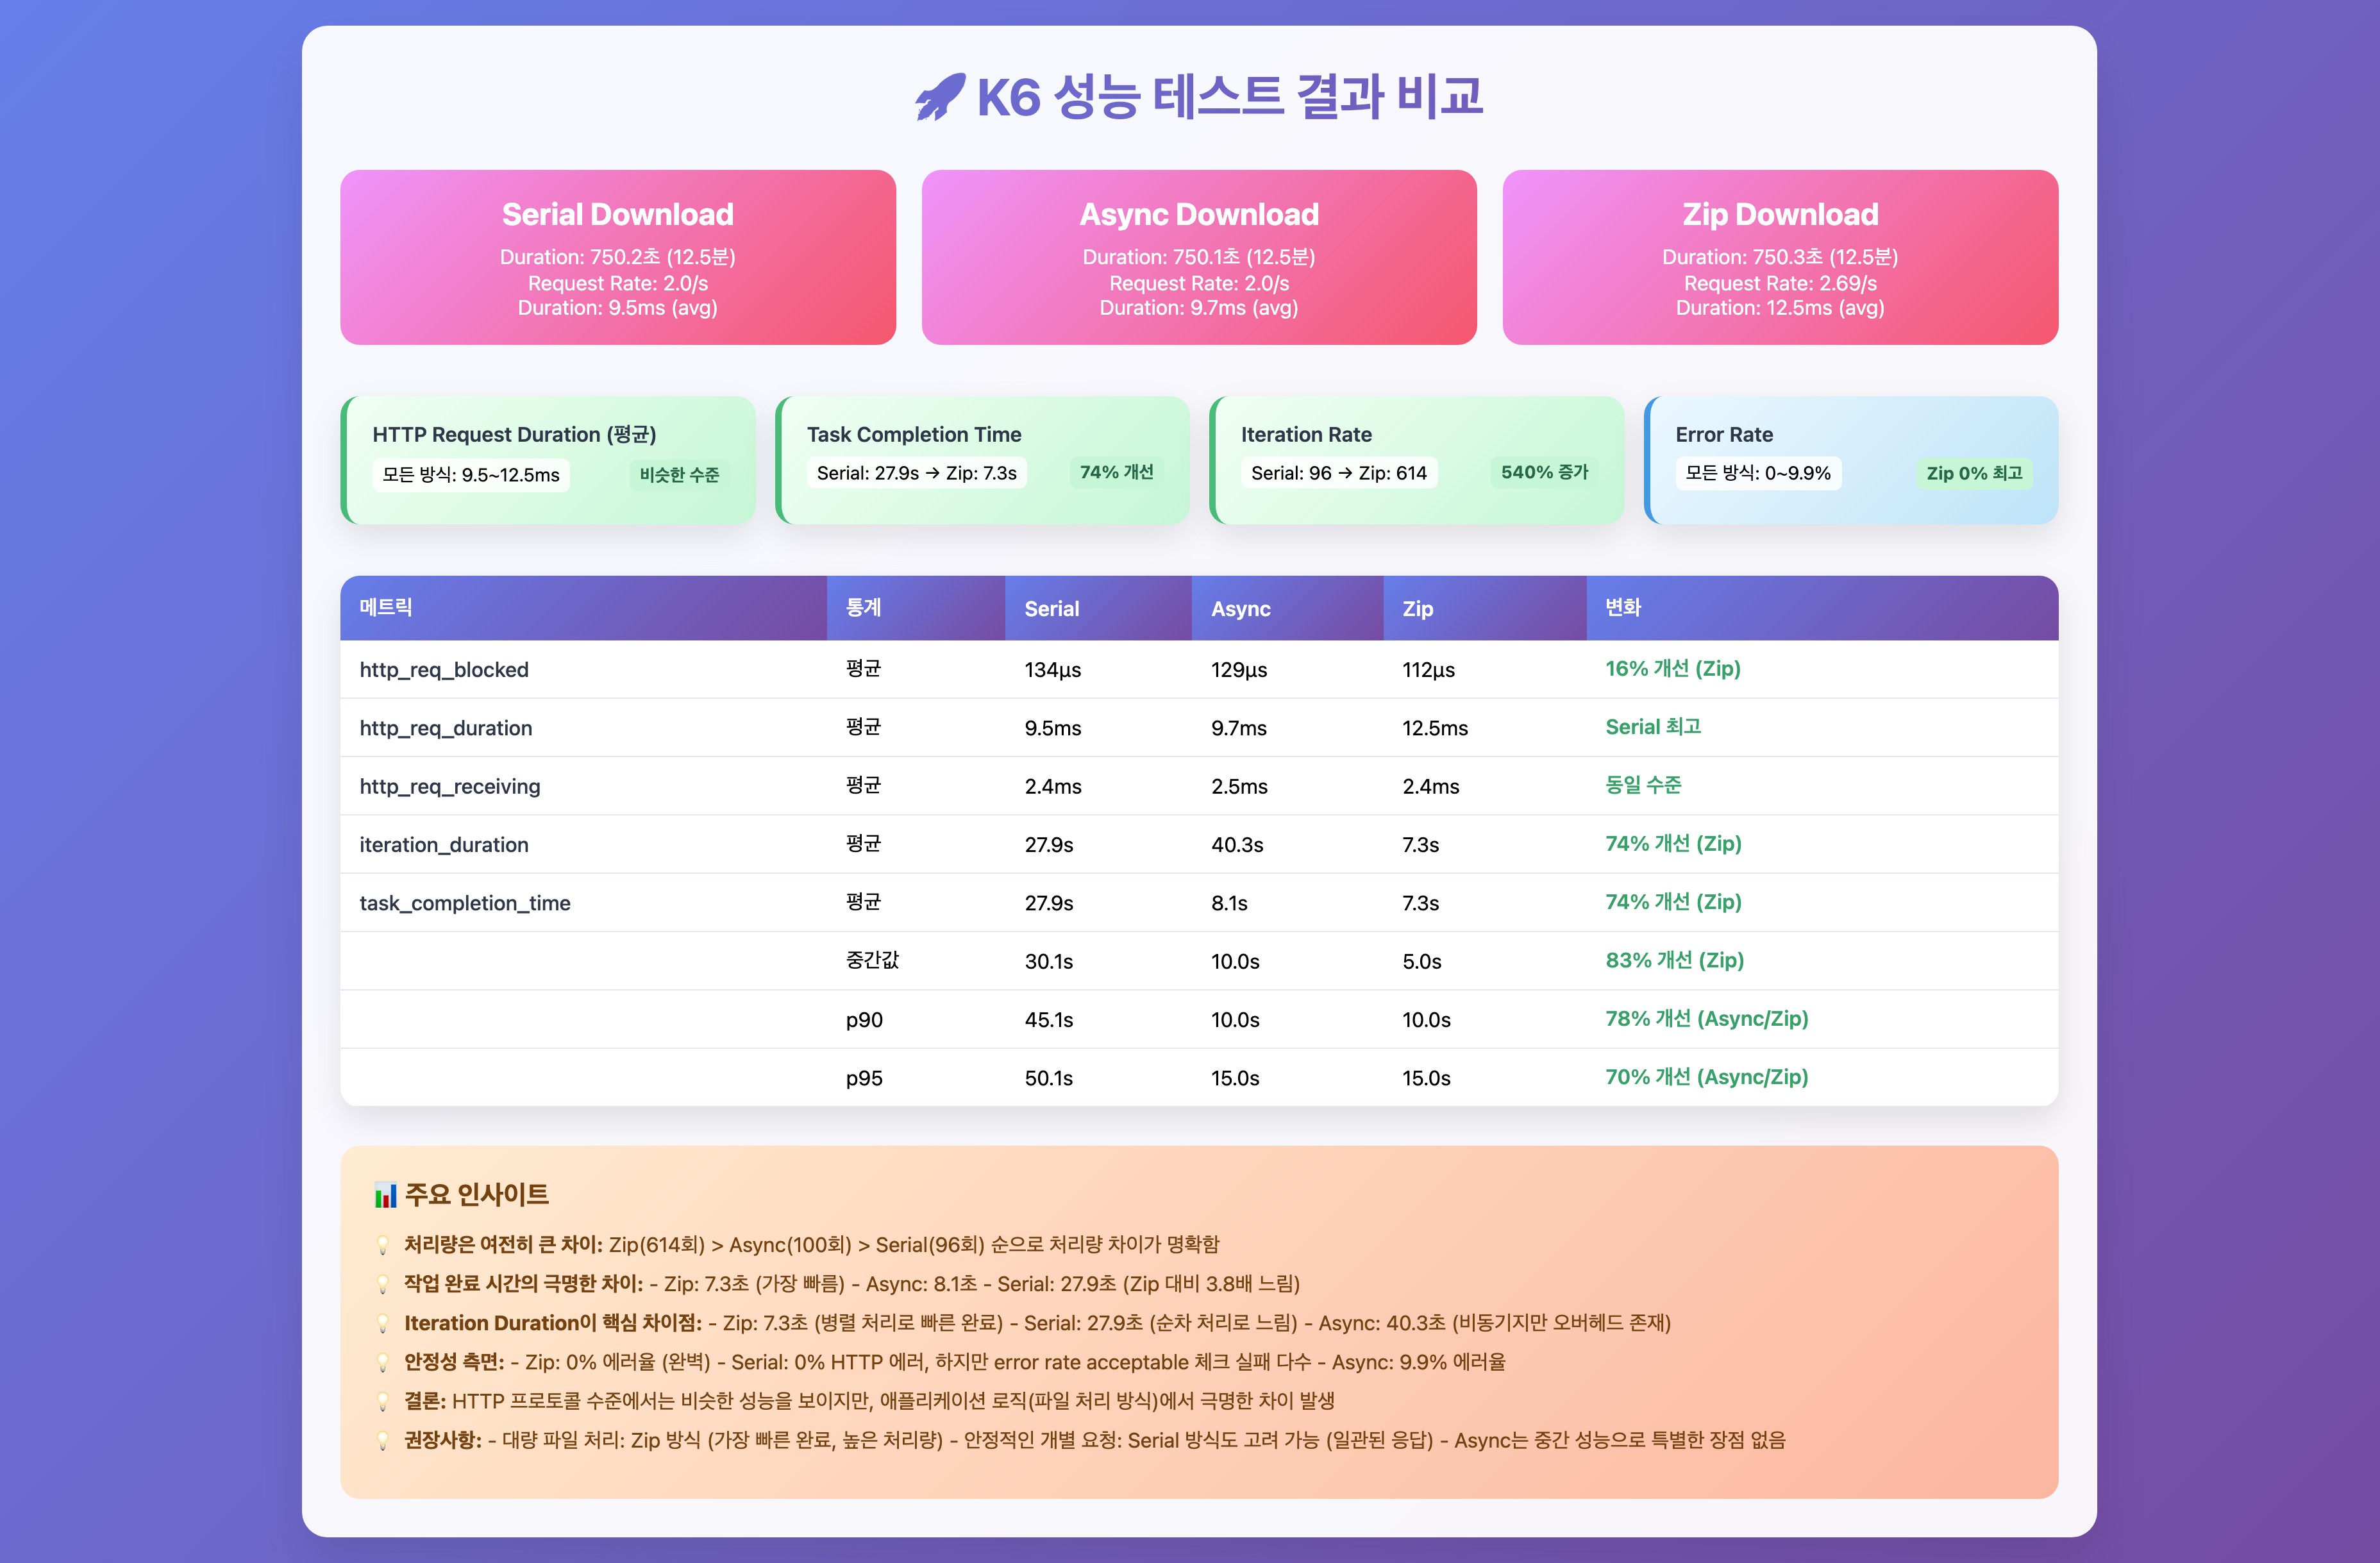 🚀 K6 성능 테스트 결과 비교
Serial Download
Duration: 750.2초 (12.5분)
Request Rate: 2.0/s
Duration: 9.5ms (avg)
Async Download
Duration: 750.1초 (12.5분)
Request Rate: 2.0/s
Duration: 9.7ms (avg)
Zip Download
Duration: 750.3초 (12.5분)
Request Rate: 2.69/s
Duration: 12.5ms (avg)
HTTP Request Duration (평균)
모든 방식: 9.5~12.5ms 비슷한 수준
Task Completion Time
Serial: 27.9s → Zip: 7.3s 74% 개선
Iteration Rate
Serial: 96 → Zip: 614 540% 증가
Error Rate
모든 방식: 0~9.9% Zip 0% 최고
메트릭 통계 Serial Async Zip 변화
http_req_blocked 평균 134μs 129μs 112μs 16% 개선 (Zip)
http_req_duration 평균 9.5ms 9.7ms 12.5ms Serial 최고
http_req_receiving 평균 2.4ms 2.5ms 2.4ms 동일 수준
iteration_duration 평균 27.9s 40.3s 7.3s 74% 개선 (Zip)
task_completion_time 평균 27.9s 8.1s 7.3s 74% 개선 (Zip)
중간값 30.1s 10.0s 5.0s 83% 개선 (Zip)
p90 45.1s 10.0s 10.0s 78% 개선 (Async/Zip)
p95 50.1s 15.0s 15.0s 70% 개선 (Async/Zip)
📊 주요 인사이트
💡 처리량은 여전히 큰 차이: Zip(614회) > Async(100회) > Serial(96회) 순으로 처리량 차이가 명확함
💡 작업 완료 시간의 극명한 차이: - Zip: 7.3초 (가장 빠름) - Async: 8.1초 - Serial: 27.9초 (Zip 대비 3.8배 느림)
💡 Iteration Duration이 핵심 차이점: - Zip: 7.3초 (병렬 처리로 빠른 완료) - Serial: 27.9초 (순차 처리로 느림) - Async: 40.3초 (비동기지만 오버헤드 존재)
💡 안정성 측면: - Zip: 0% 에러율 (완벽) - Serial: 0% HTTP 에러, 하지만 error rate acceptable 체크 실패 다수 - Async: 9.9% 에러율
💡 결론: HTTP 프로토콜 수준에서는 비슷한 성능을 보이지만, 애플리케이션 로직(파일 처리 방식)에서 극명한 차이 발생
💡 권장사항: - 대량 파일 처리: Zip 방식 (가장 빠른 완료, 높은 처리량) - 안정적인 개별 요청: Serial 방식도 고려 가능 (일관된 응답) - Async는 중간 성능으로 특별한 장점 없음